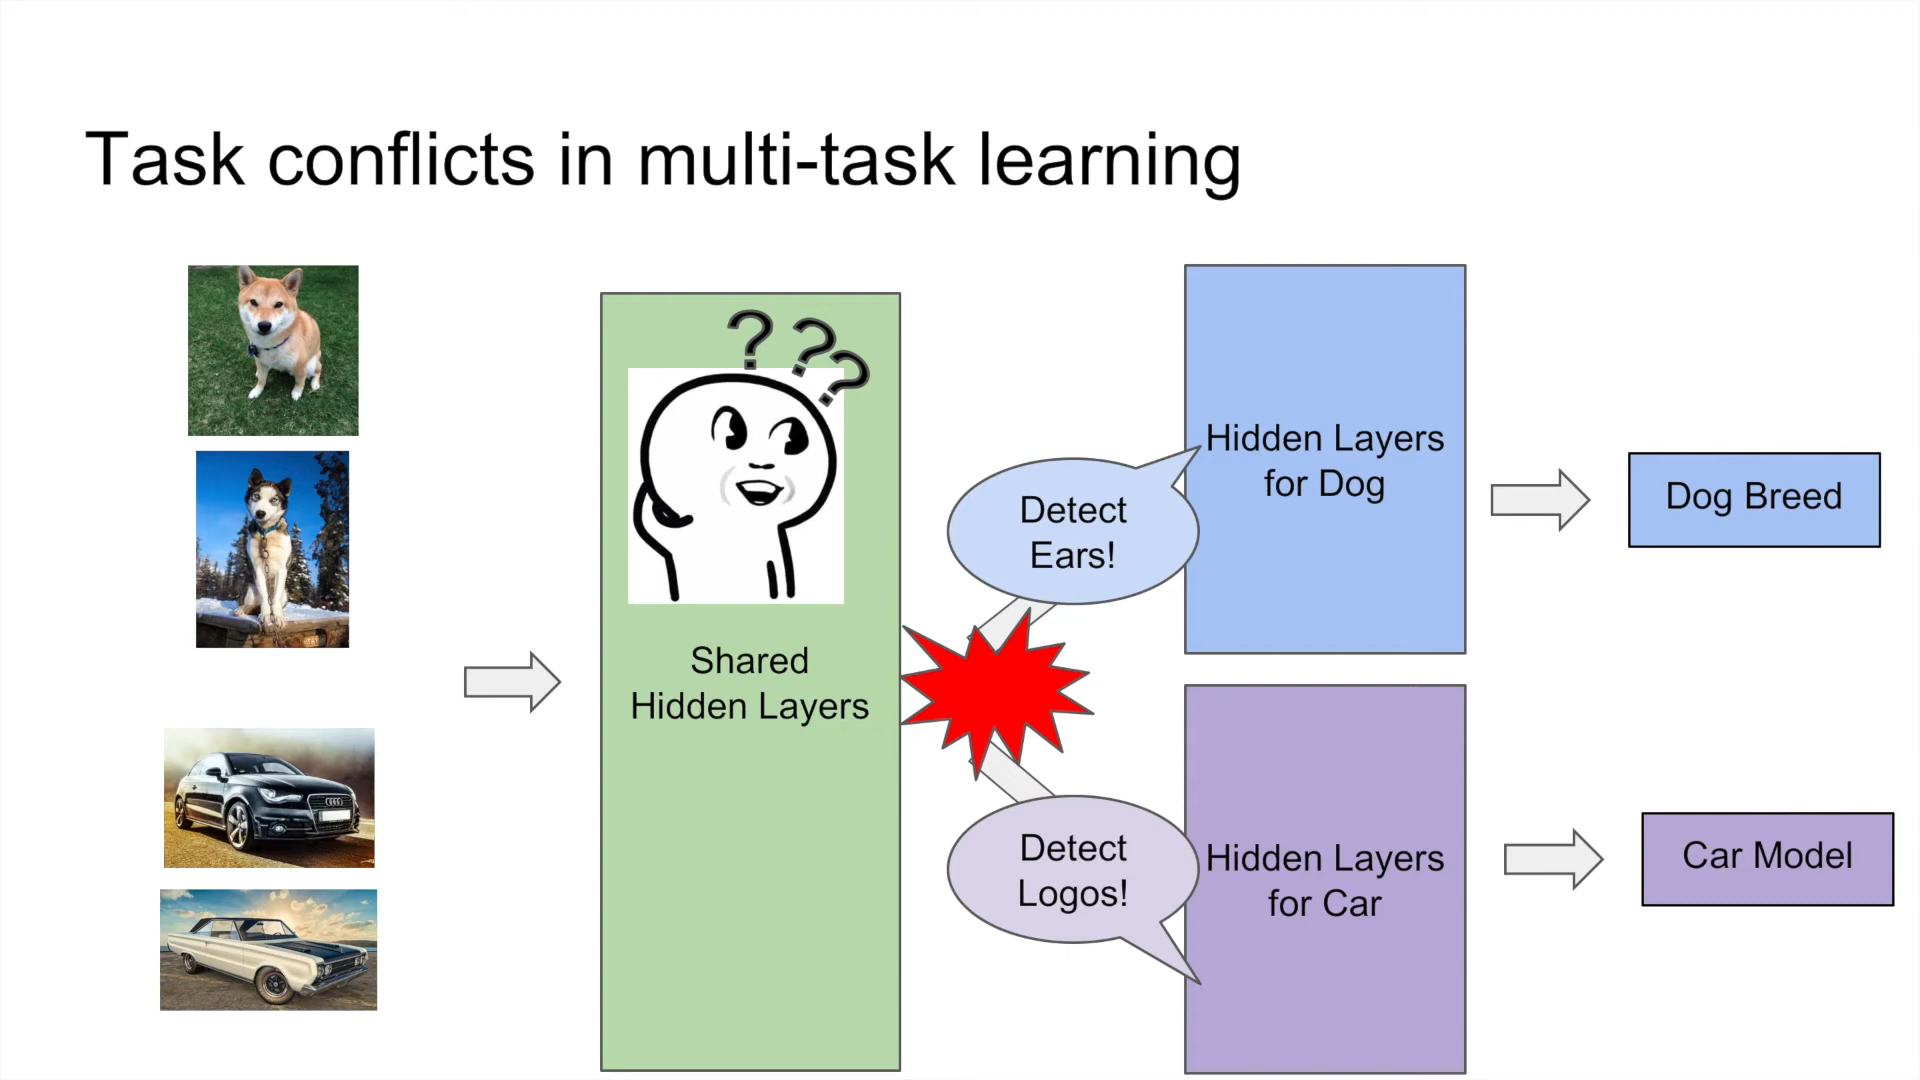 Task conflicts in multi-task learning
? ? ?
Shared
Hidden Layers
Detect
Ears!
Hidden Layers
for Dog
Dog Breed
Detect
Logos!
Hidden Layers
for Car
Car Model